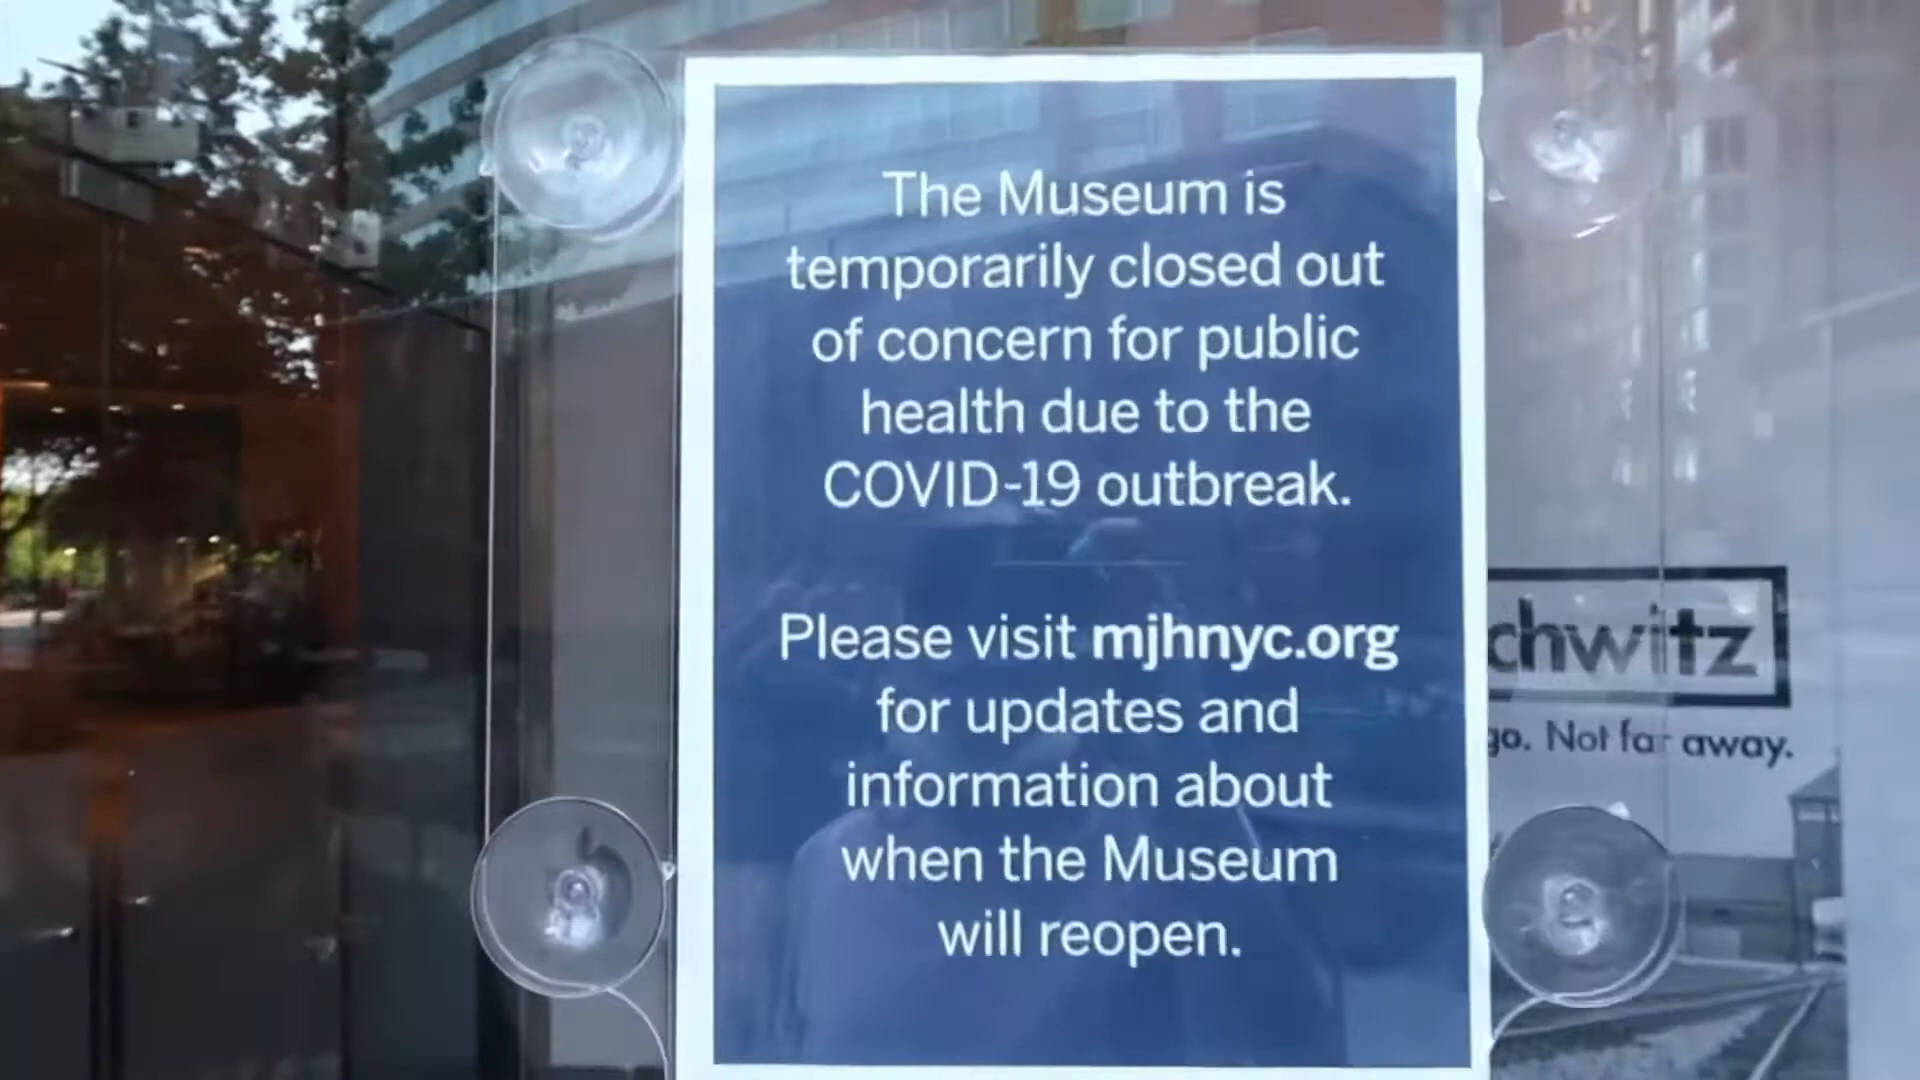 The Museum is
temporarily closed out
of concern for public
health due to the
COVID-19 outbreak.
Please visit mjhnyc.org
for updates and
information about
when the Museum
will reopen.
chwitz
go. Not far away.